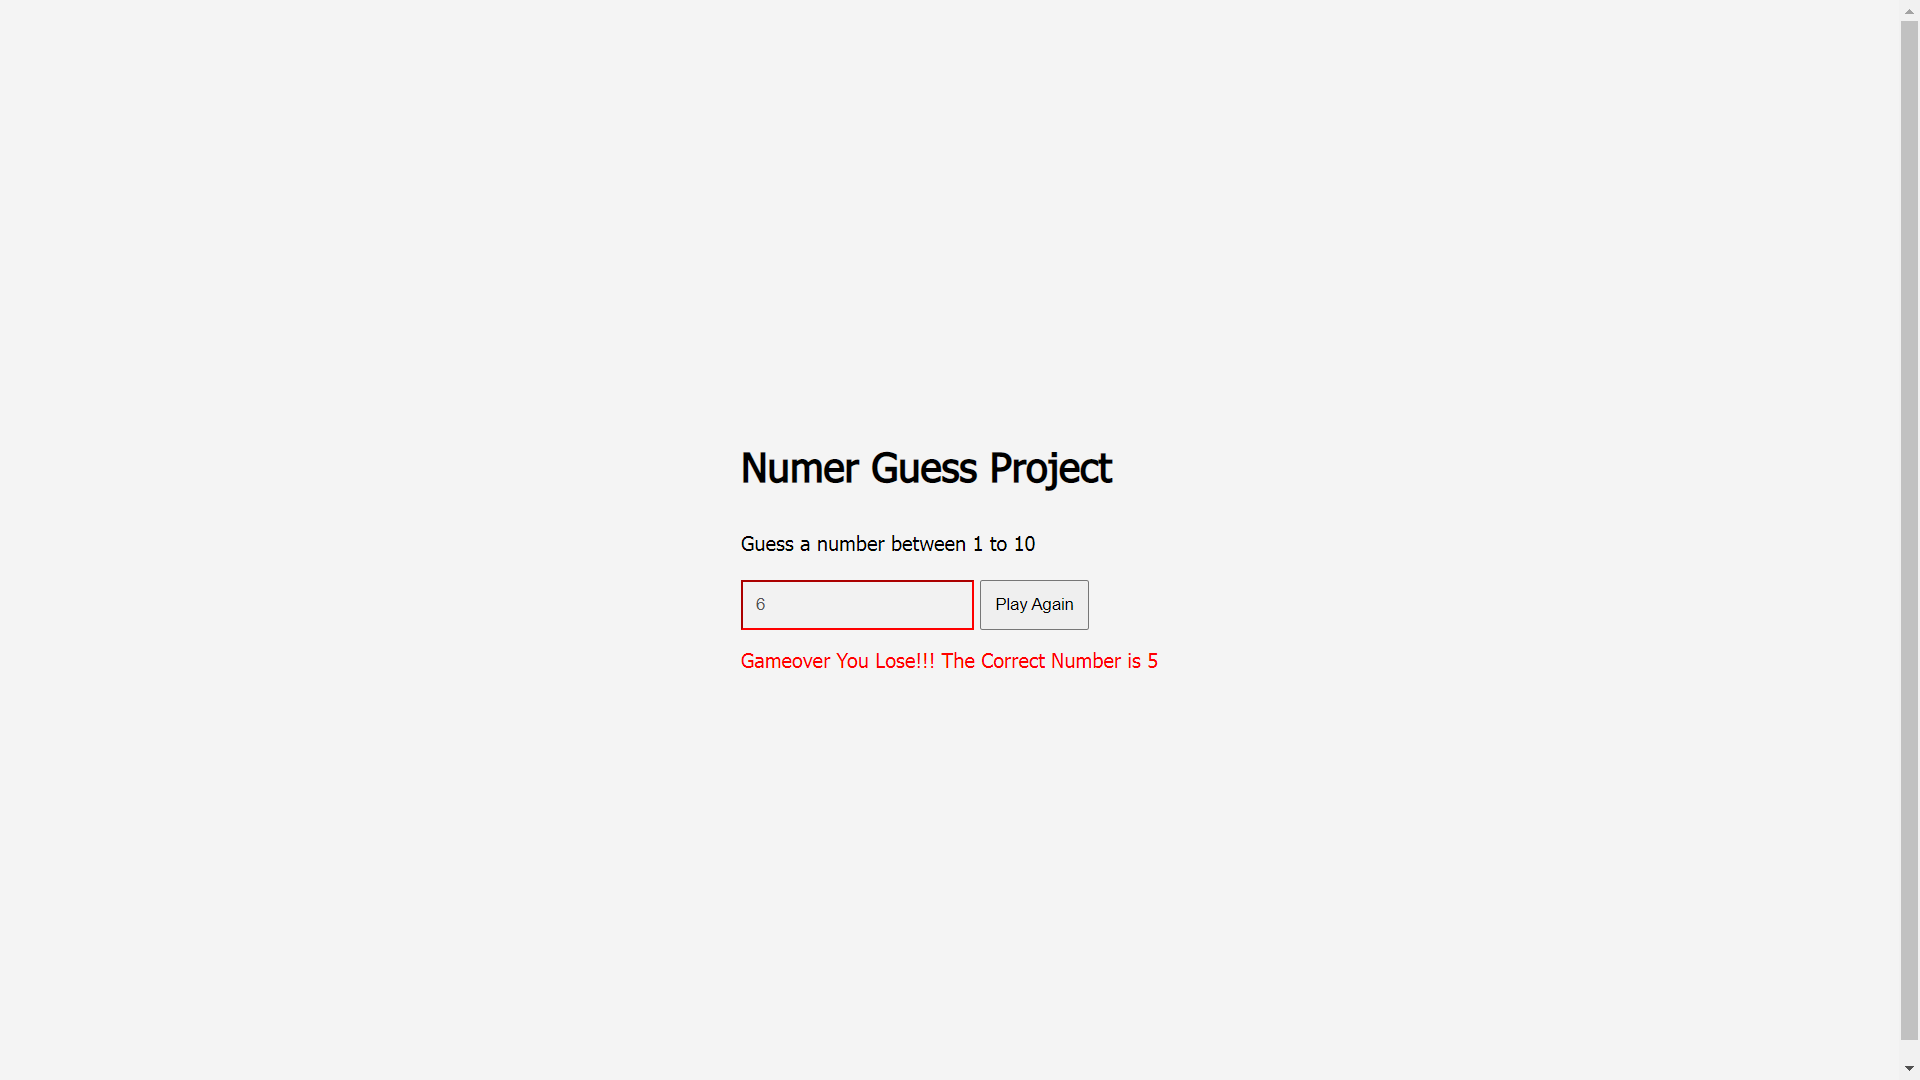 Numer Guess Project
Guess a number between 1 to 10
6
Play Again
Gameover You Lose!!! The Correct Number is 5